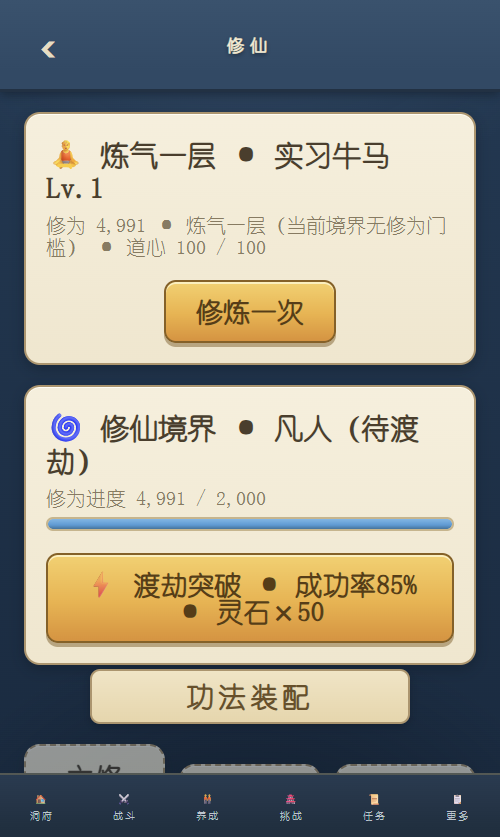 修仙
炼气一层 • 实习牛马
Lv.1
修为 4,991 • 炼气一层 (当前境界无修为门
槛) • 道心 100 / 100
修炼一次
修仙境界 • 凡人 (待渡
劫)
修为进度 4,991 / 2,000
渡劫突破 • 成功率85%
• 灵石×50
功法装配
洞府 战斗 养成 挑战 任务 更多